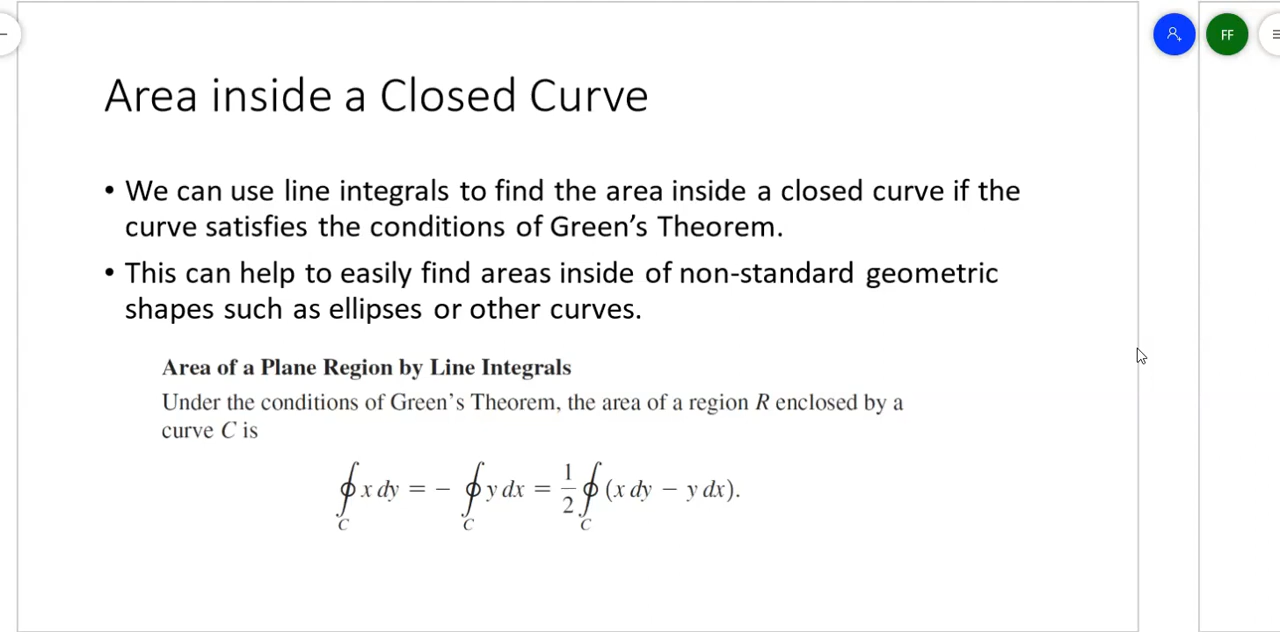 FF
Area inside a Closed Curve
• We can use line integrals to find the area inside a closed curve if the
curve satisfies the conditions of Green’s Theorem.
• This can help to easily find areas inside of non-standard geometric
shapes such as ellipses or other curves.
Area of a Plane Region by Line Integrals
Under the conditions of Green’s Theorem, the area of a region R enclosed by a
curve C is
∮_C x dy = − ∮_C y dx = 1/2 ∮_C (x dy − y dx).